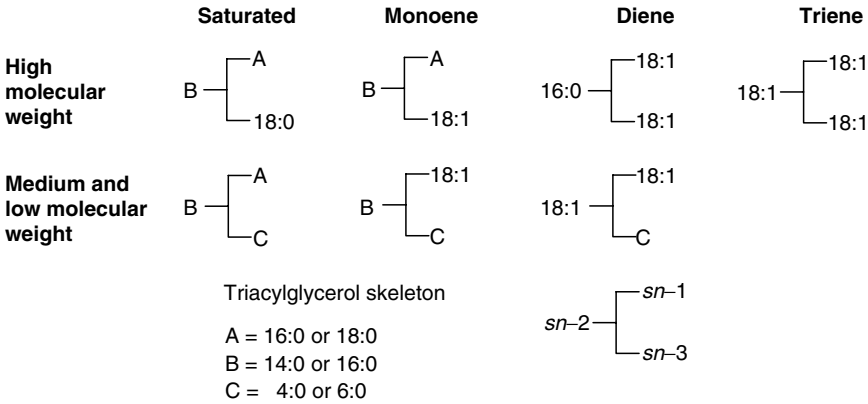 Saturated Monoene Diene Triene
High
molecular
weight
A A 18:1 18:1
B B 16:0 18:1
18:0 18:1 18:1 18:1
Medium and
low molecular
weight
A 18:1 18:1
B B 18:1
C C C
Triacylglycerol skeleton
A = 16:0 or 18:0
B = 14:0 or 16:0
C = 4:0 or 6:0
sn–1
sn–2
sn–3